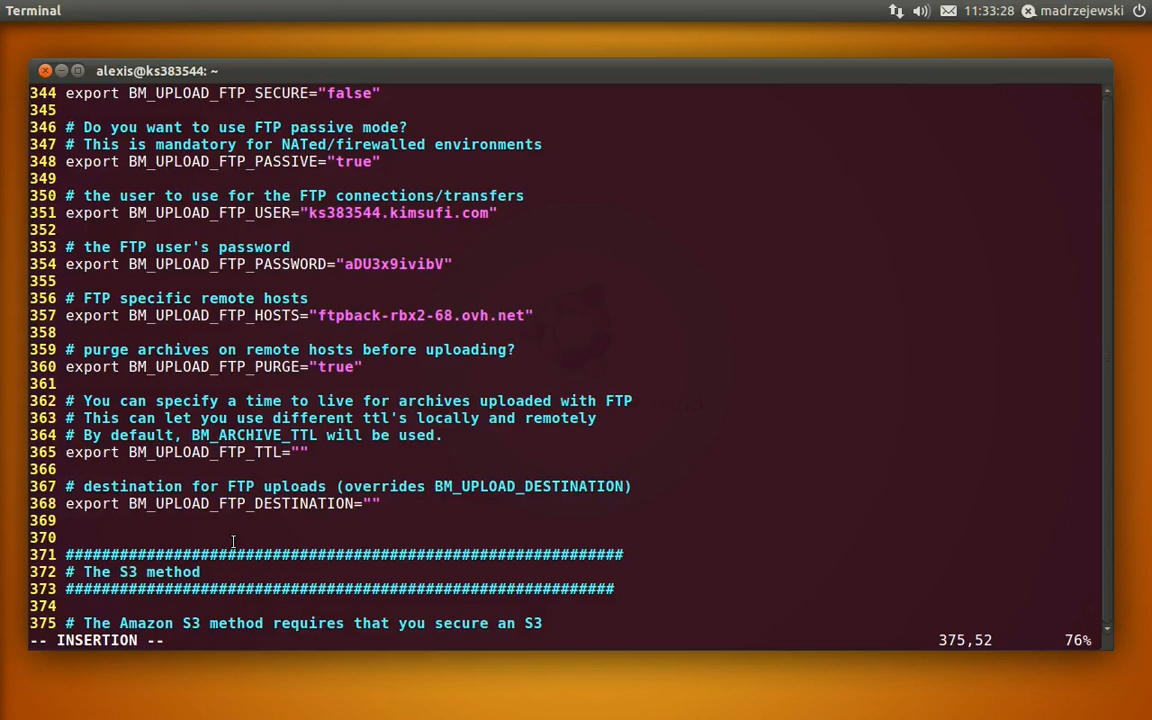 Terminal
11:33:28
madrzejewski
alexis@ks383544: ~
344 export BM_UPLOAD_FTP_SECURE="false"
345
346 # Do you want to use FTP passive mode?
347 # This is mandatory for NATed/firewalled environments
348 export BM_UPLOAD_FTP_PASSIVE="true"
349
350 # the user to use for the FTP connections/transfers
351 export BM_UPLOAD_FTP_USER="ks383544.kimsufi.com"
352
353 # the FTP user's password
354 export BM_UPLOAD_FTP_PASSWORD="aDU3x9ivibV"
355
356 # FTP specific remote hosts
357 export BM_UPLOAD_FTP_HOSTS="ftpback-rbx2-68.ovh.net"
358
359 # purge archives on remote hosts before uploading?
360 export BM_UPLOAD_FTP_PURGE="true"
361
362 # You can specify a time to live for archives uploaded with FTP
363 # This can let you use different ttl's locally and remotely
364 # By default, BM_ARCHIVE_TTL will be used.
365 export BM_UPLOAD_FTP_TTL=""
366
367 # destination for FTP uploads (overrides BM_UPLOAD_DESTINATION)
368 export BM_UPLOAD_FTP_DESTINATION=""
369
370
371 ##############################################################
372 # The S3 method
373 #############################################################
374
375 # The Amazon S3 method requires that you secure an S3
-- INSERTION -- 375,52 76%